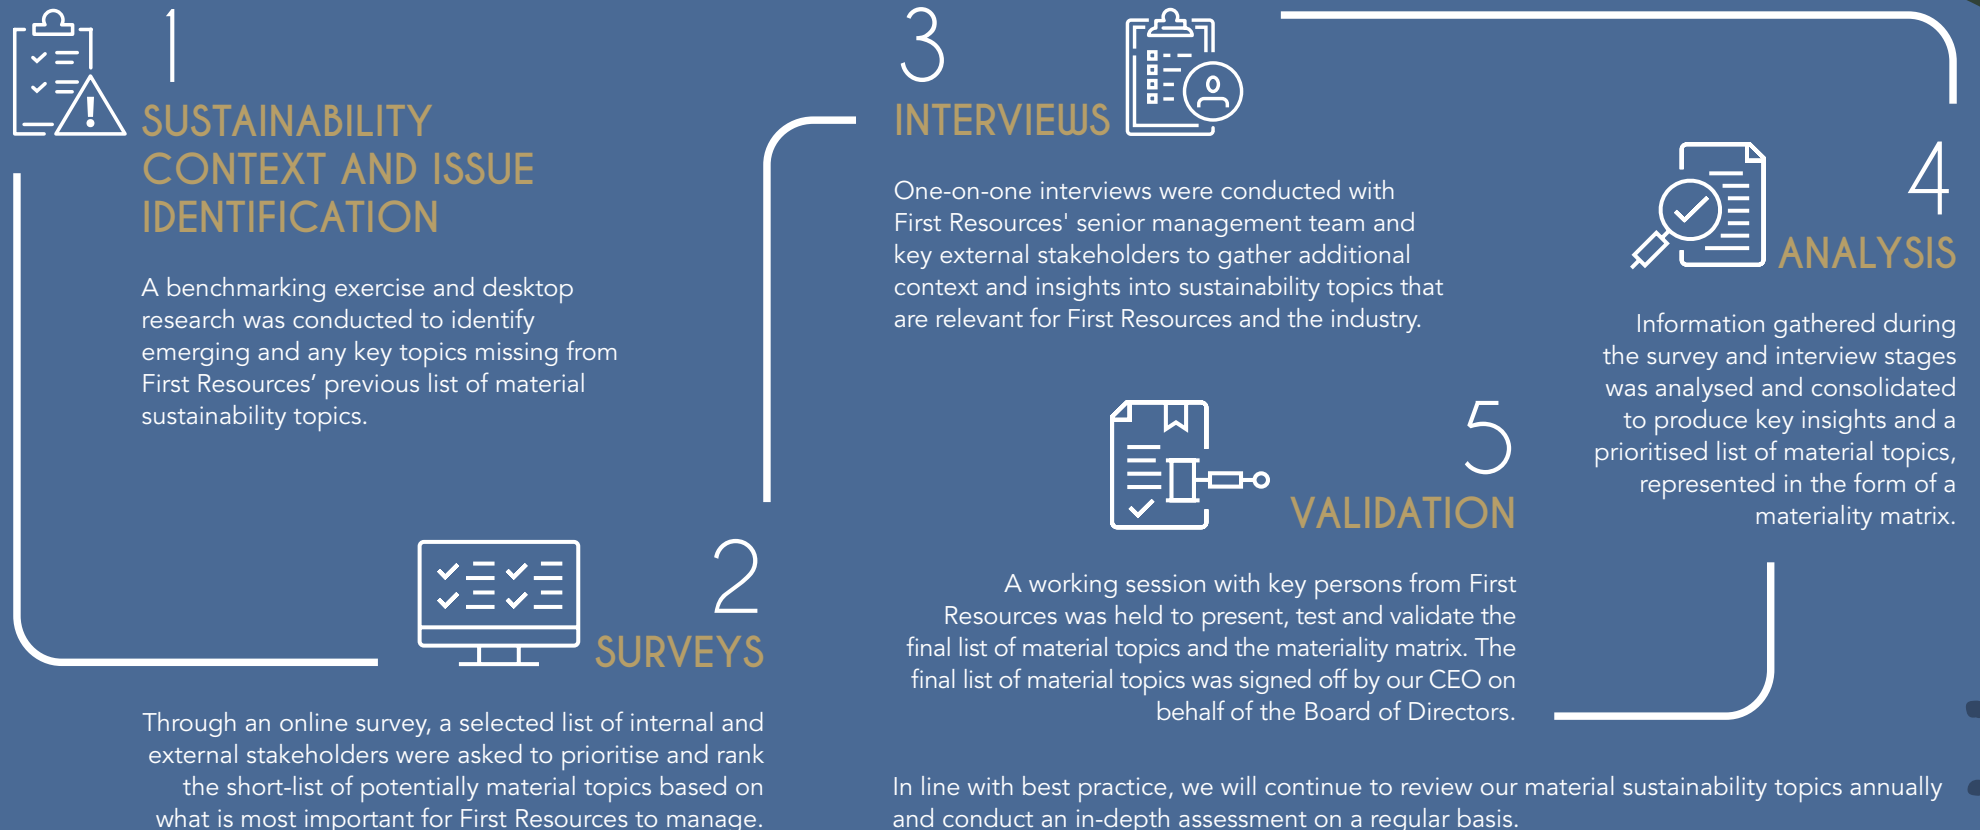 1
SUSTAINABILITY
CONTEXT AND ISSUE
IDENTIFICATION
A benchmarking exercise and desktop
research was conducted to identify
emerging and any key topics missing from
First Resources’ previous list of material
sustainability topics.
2
SURVEYS
Through an online survey, a selected list of internal and
external stakeholders were asked to prioritise and rank
the short-list of potentially material topics based on
what is most important for First Resources to manage.
3
INTERVIEWS
One-on-one interviews were conducted with
First Resources' senior management team and
key external stakeholders to gather additional
context and insights into sustainability topics that
are relevant for First Resources and the industry.
4
ANALYSIS
Information gathered during
the survey and interview stages
was analysed and consolidated
to produce key insights and a
prioritised list of material topics,
represented in the form of a
materiality matrix.
5
VALIDATION
A working session with key persons from First
Resources was held to present, test and validate the
final list of material topics and the materiality matrix. The
final list of material topics was signed off by our CEO on
behalf of the Board of Directors.
In line with best practice, we will continue to review our material sustainability topics annually
and conduct an in-depth assessment on a regular basis.